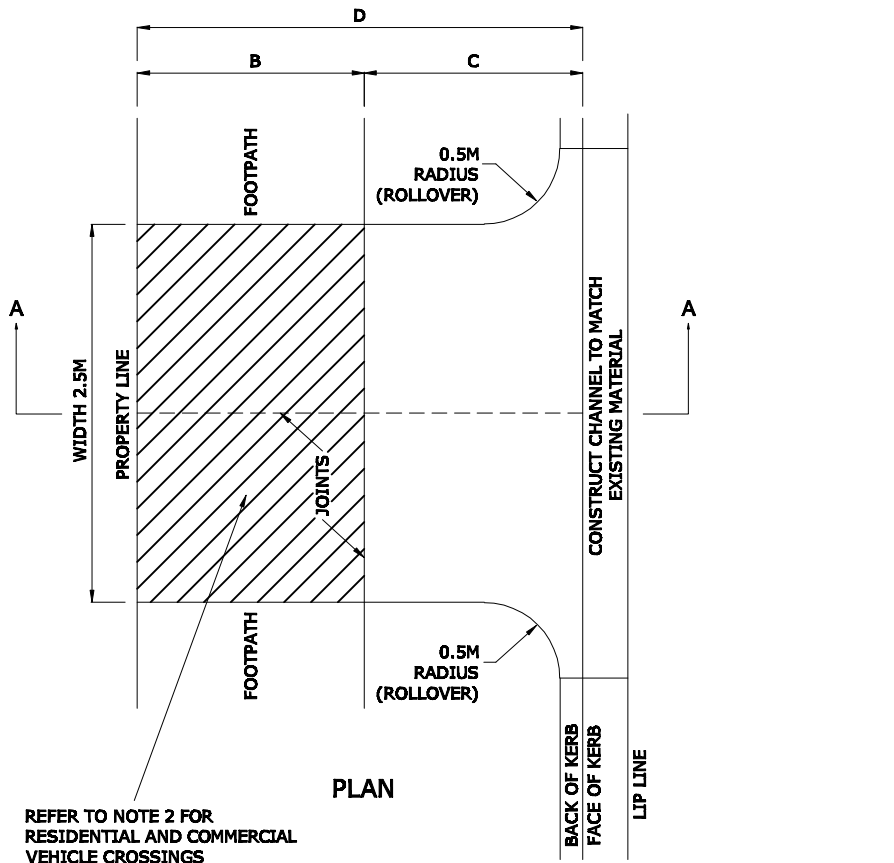 D
B
C
FOOTPATH
0.5M
RADIUS
(ROLLOVER)
A
A
WIDTH 2.5M
PROPERTY LINE
JOINTS
CONSTRUCT CHANNEL TO MATCH
EXISTING MATERIAL
FOOTPATH
0.5M
RADIUS
(ROLLOVER)
BACK OF KERB
FACE OF KERB
LIP LINE
PLAN
REFER TO NOTE 2 FOR
RESIDENTIAL AND COMMERCIAL
VEHICLE CROSSINGS